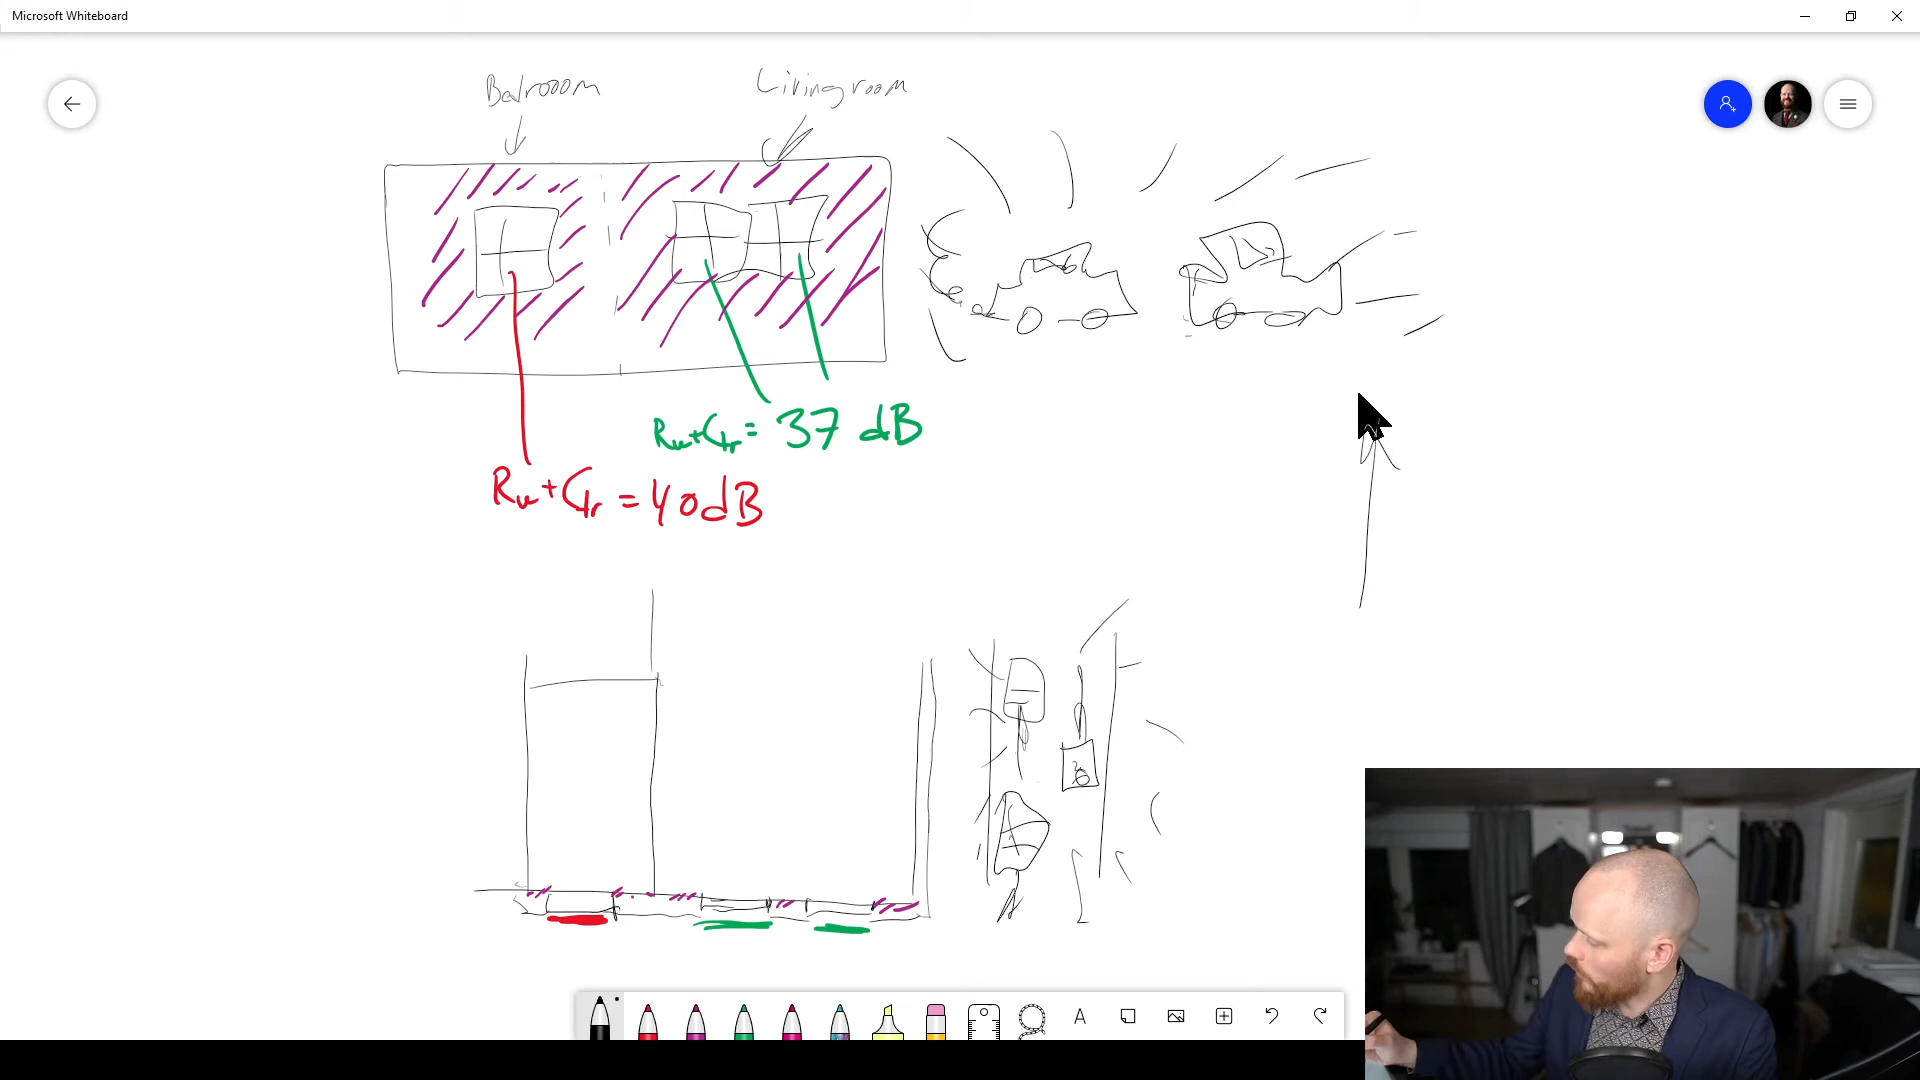 Microsoft Whiteboard
Bedrooom
Livingroom
Rw+Ctr = 37 dB
Rw+Ctr = 40dB
A